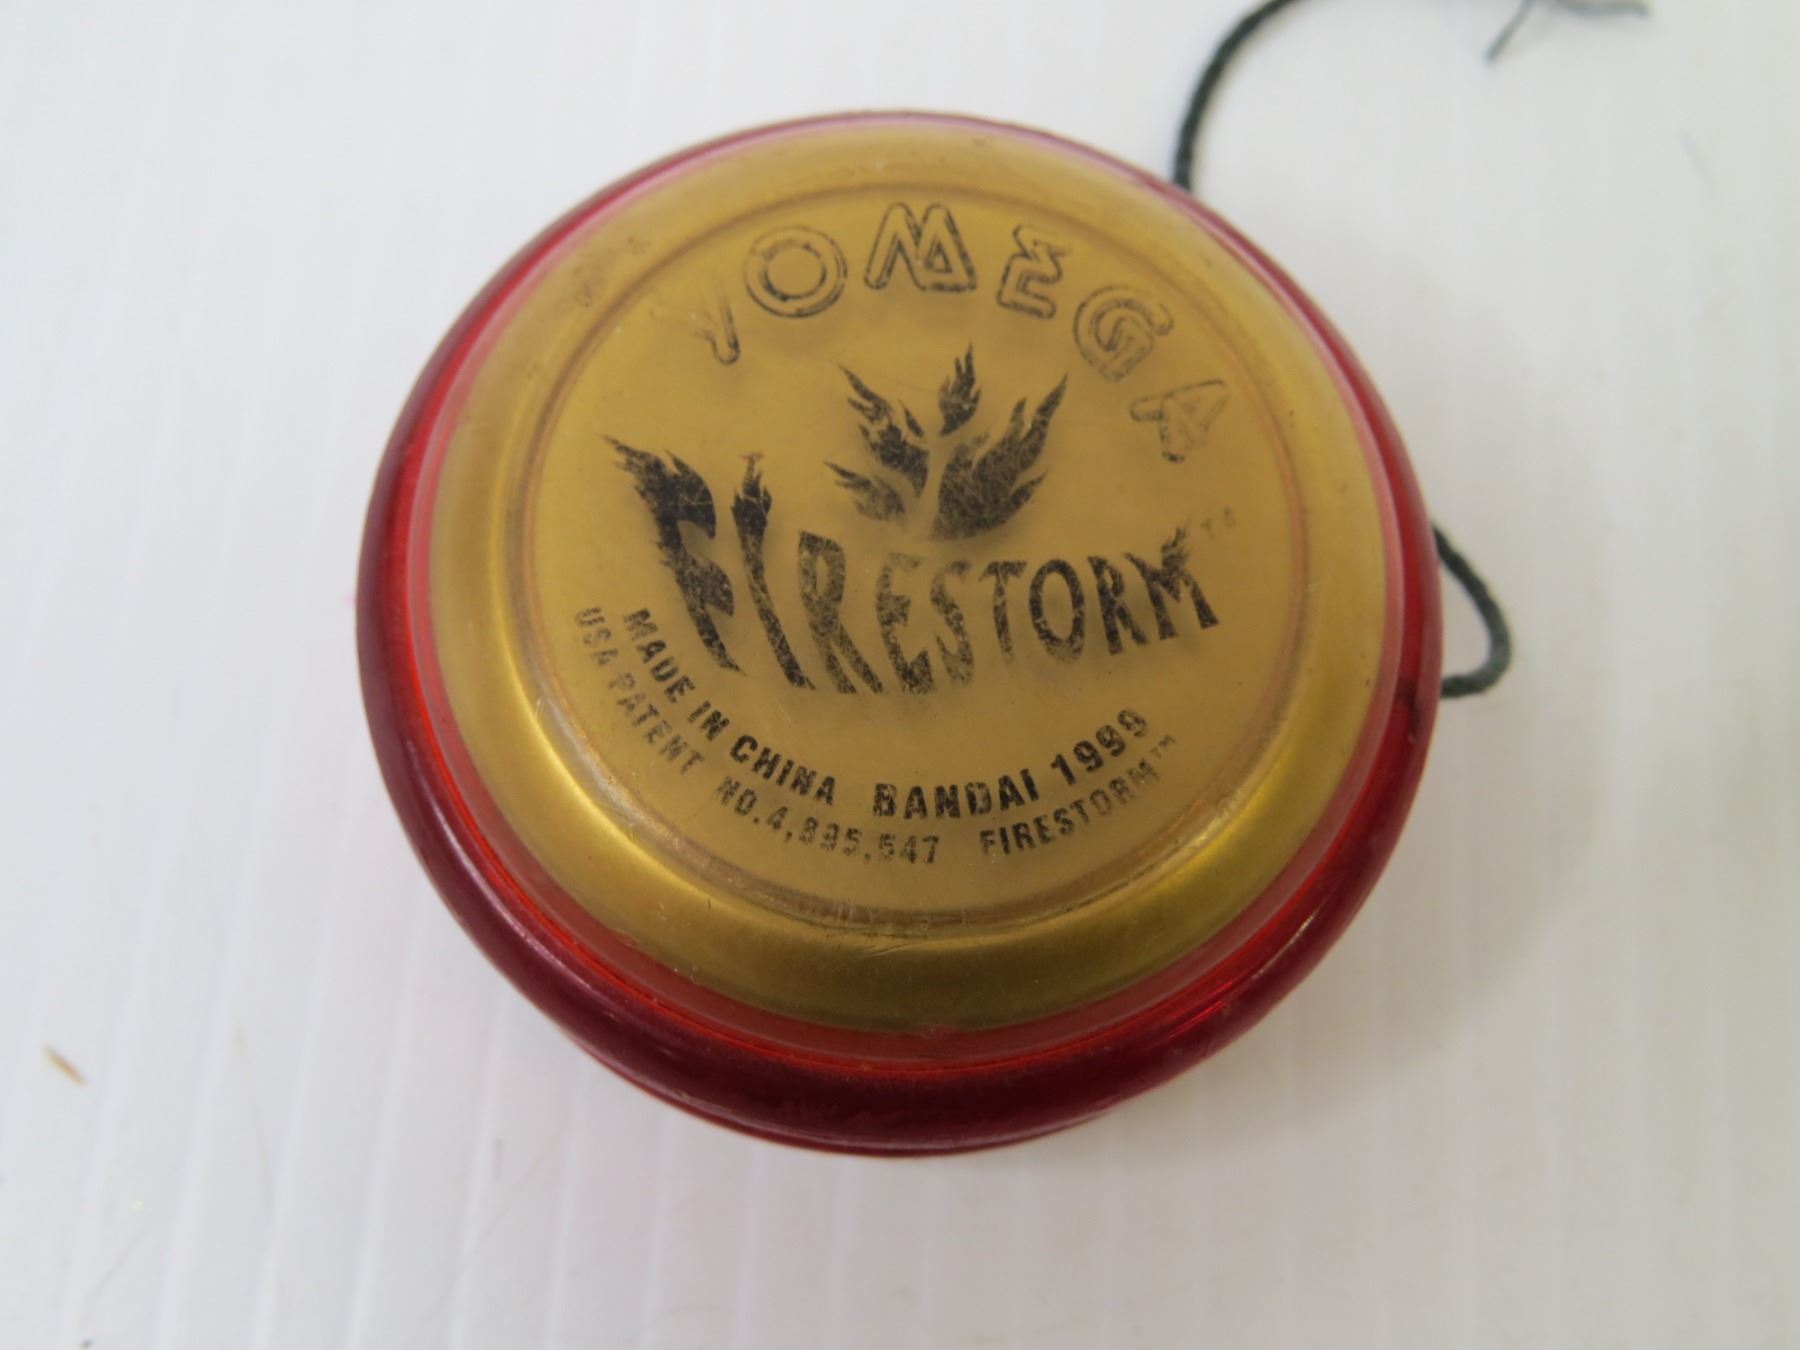 YOMEGA
FIRESTORM™
MADE IN CHINA BANDAI 1999
USA PATENT NO.4,895,547 FIRESTORM™